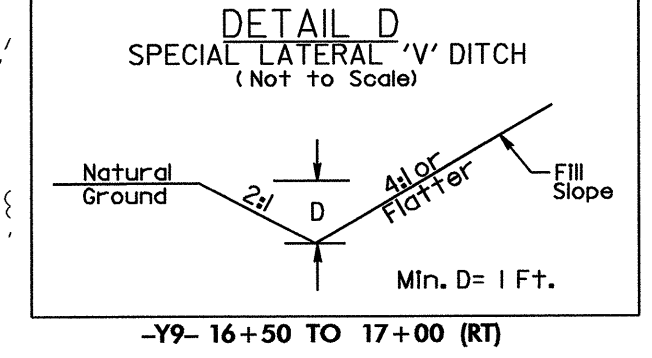 DETAIL D
SPECIAL LATERAL 'V' DITCH
(Not to Scale)
Natural
Ground
2:1
D
4:1 or
Flatter
Fill
Slope
Min. D= 1 Ft.
-Y9- 16+50 TO 17+00 (RT)